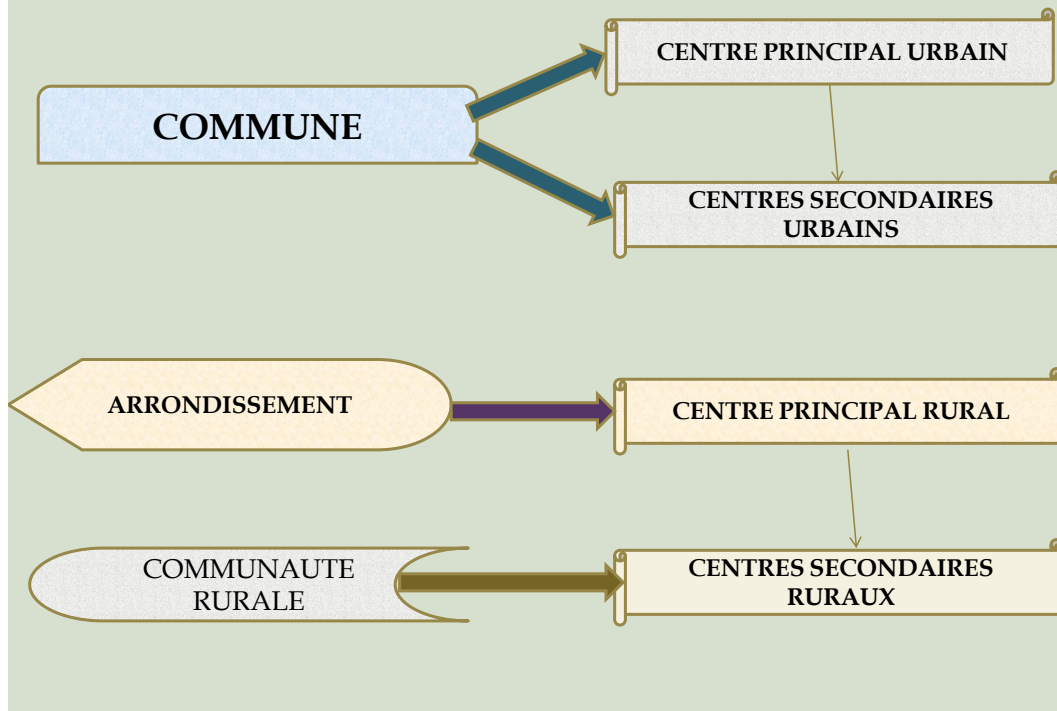 CENTRE PRINCIPAL URBAIN
COMMUNE
CENTRES SECONDAIRES
URBAINS
ARRONDISSEMENT
CENTRE PRINCIPAL RURAL
COMMUNAUTE
RURALE
CENTRES SECONDAIRES
RURAUX